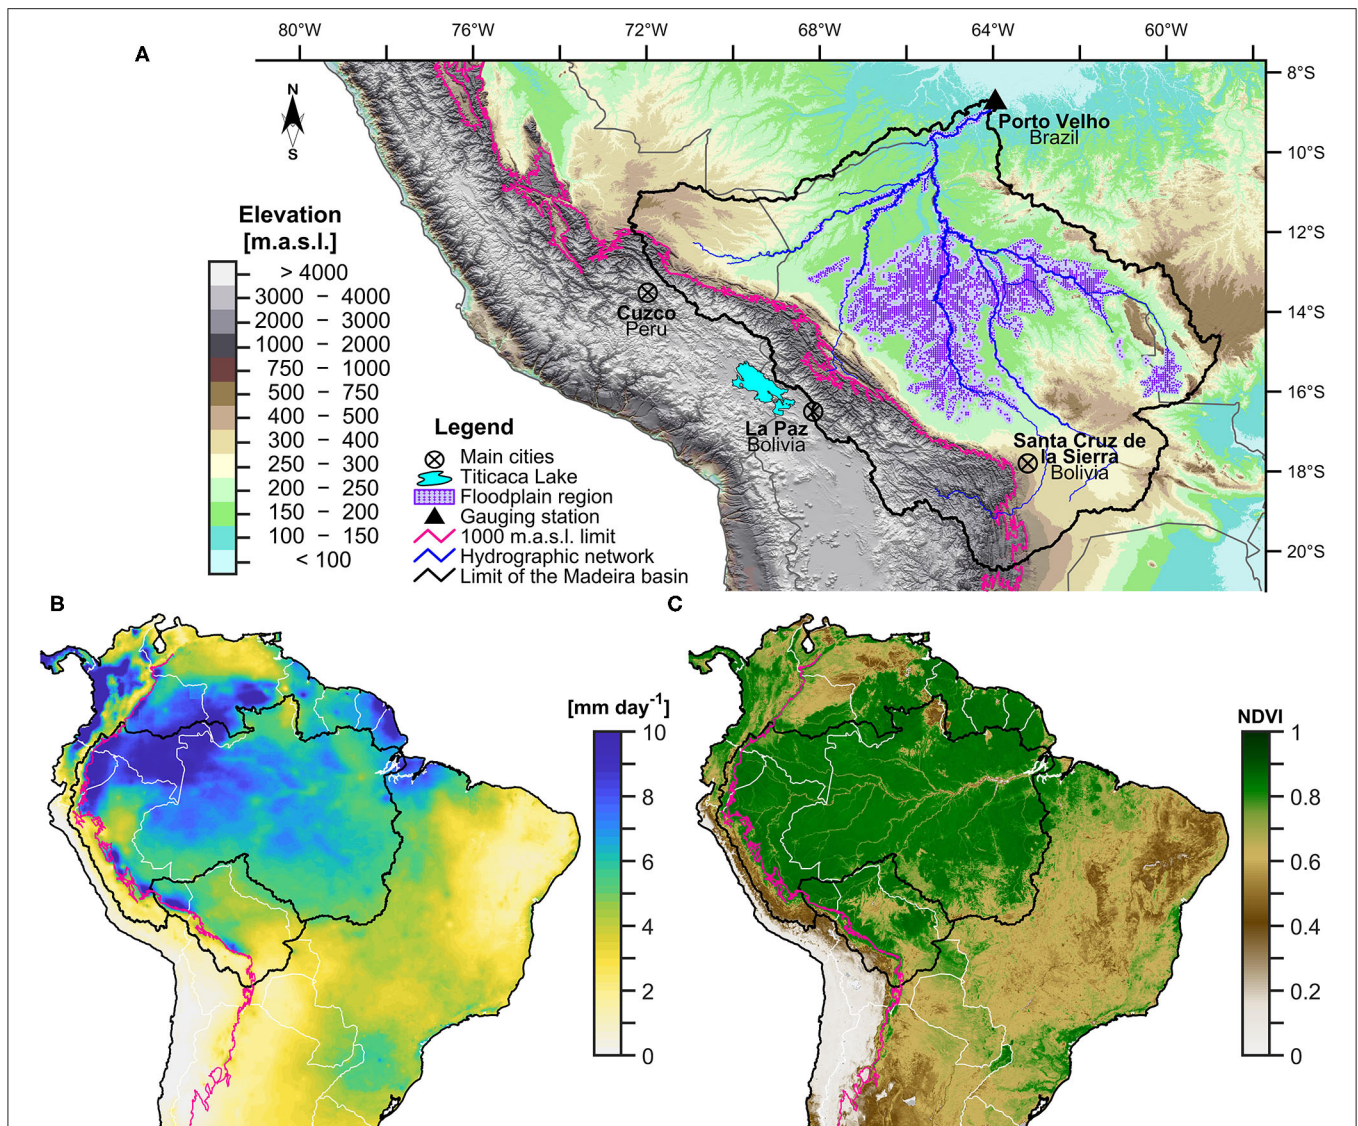 80°W 76°W 72°W 68°W 64°W 60°W
A
8°S
10°S
12°S
14°S
16°S
18°S
20°S
N
S
Porto Velho
Brazil
Cuzco
Peru
La Paz
Bolivia
Santa Cruz de
la Sierra
Bolivia
Elevation
[m.a.s.l.]
> 4000
3000 – 4000
2000 – 3000
1000 – 2000
750 – 1000
500 – 750
400 – 500
300 – 400
250 – 300
200 – 250
150 – 200
100 – 150
< 100
Legend
Main cities
Titicaca Lake
Floodplain region
Gauging station
1000 m.a.s.l. limit
Hydrographic network
Limit of the Madeira basin
B
[mm day-1]
10
8
6
4
2
0
C
NDVI
1
0.8
0.6
0.4
0.2
0